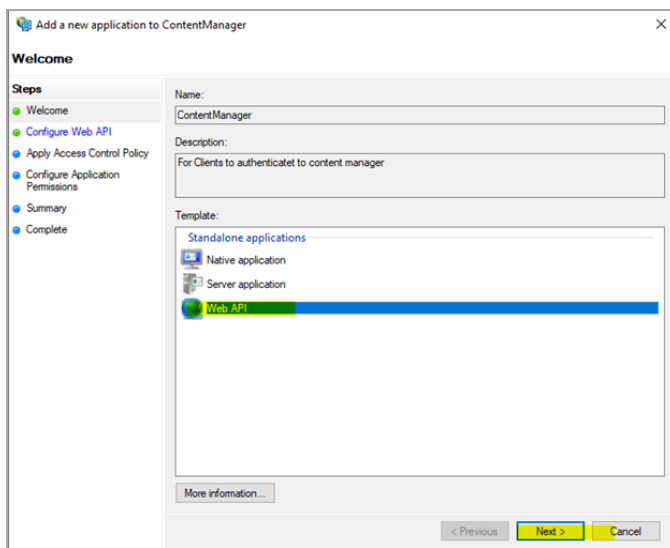 Add a new application to ContentManager
Welcome
Steps
Welcome
Configure Web API
Apply Access Control Policy
Configure Application
Permissions
Summary
Complete
Name:
ContentManager
Description:
For Clients to authenticatet to content manager
Template:
Standalone applications
Native application
Server application
Web API
More information...
< Previous
Next >
Cancel